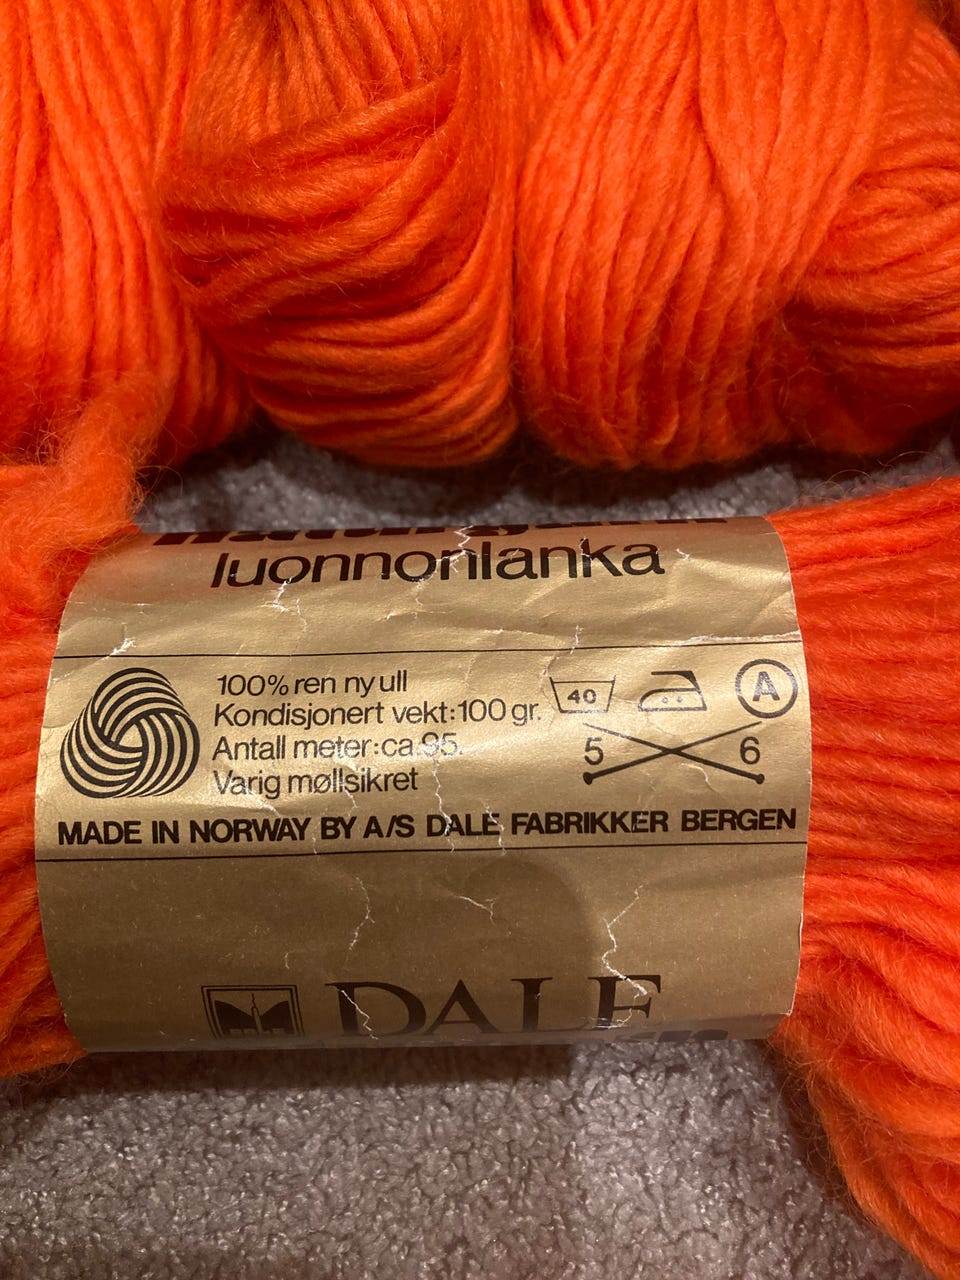 naturgarn
luonnonlanka
100% ren ny ull
Kondisjonert vekt:100 gr.
Antall meter:ca.95.
Varig møllsikret
40
A
5 6
MADE IN NORWAY BY A/S DALE FABRIKKER BERGEN
DALE